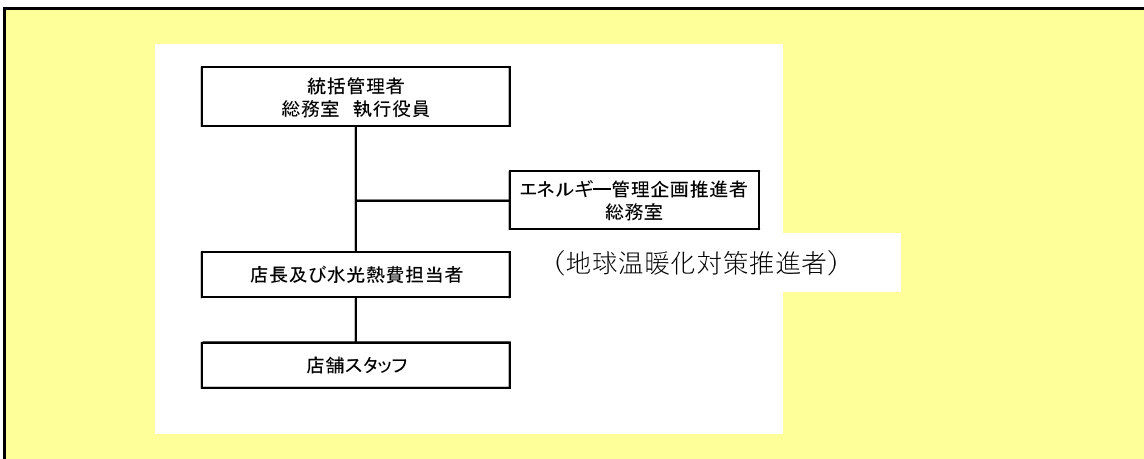 統括管理者
総務室　執行役員
エネルギー管理企画推進者
総務室
（地球温暖化対策推進者）
店長及び水光熱費担当者
店舗スタッフ